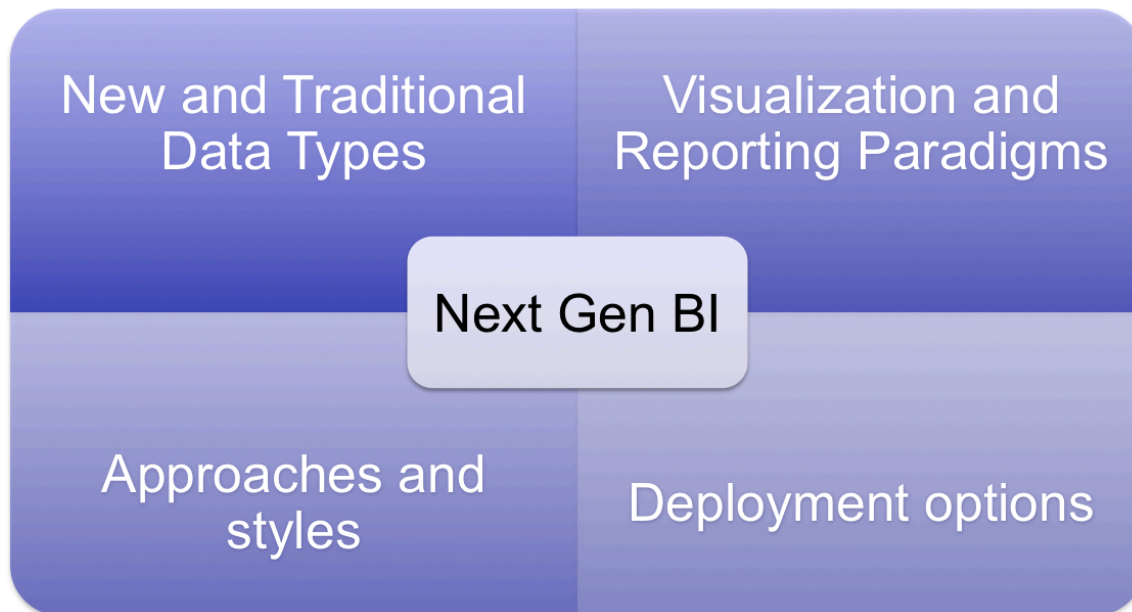 New and Traditional
Data Types
Visualization and
Reporting Paradigms
Next Gen BI
Approaches and
styles
Deployment options